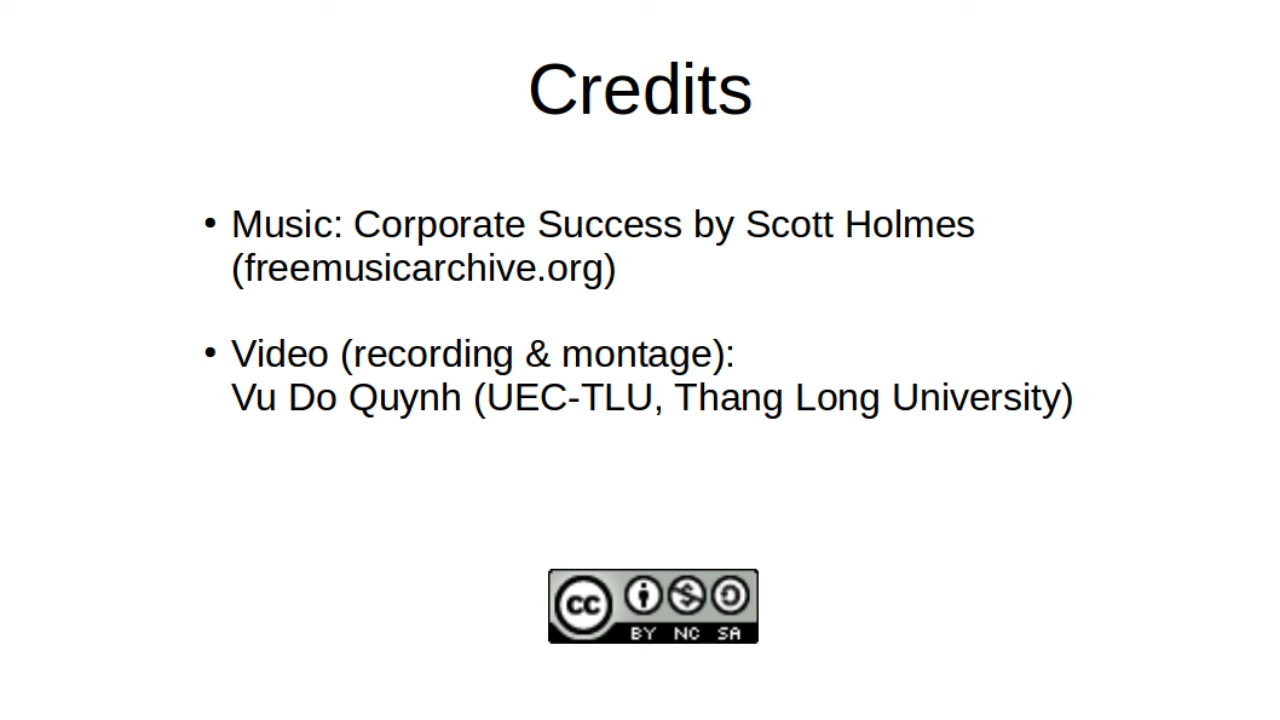 Credits
• Music: Corporate Success by Scott Holmes
(freemusicarchive.org)
• Video (recording & montage):
Vu Do Quynh (UEC-TLU, Thang Long University)
CC
BY NC SA